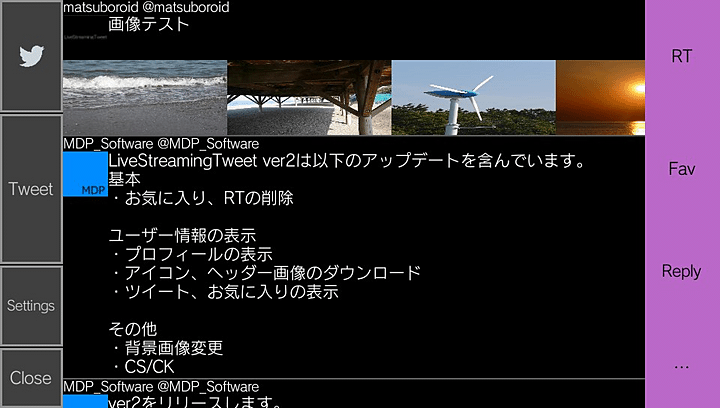 matsuboroid @matsuboroid
画像テスト
LiveStreamingTweet
MDP_Software @MDP_Software
MDP
LiveStreamingTweet ver2は以下のアップデートを含んでいます。
基本
・お気に入り、RTの削除
ユーザー情報の表示
・プロフィールの表示
・アイコン、ヘッダー画像のダウンロード
・ツイート、お気に入りの表示
その他
・背景画像変更
・CS/CK
MDP_Software @MDP_Software
ver2をリリースします。
Tweet
Settings
Close
RT
Fav
Reply
...